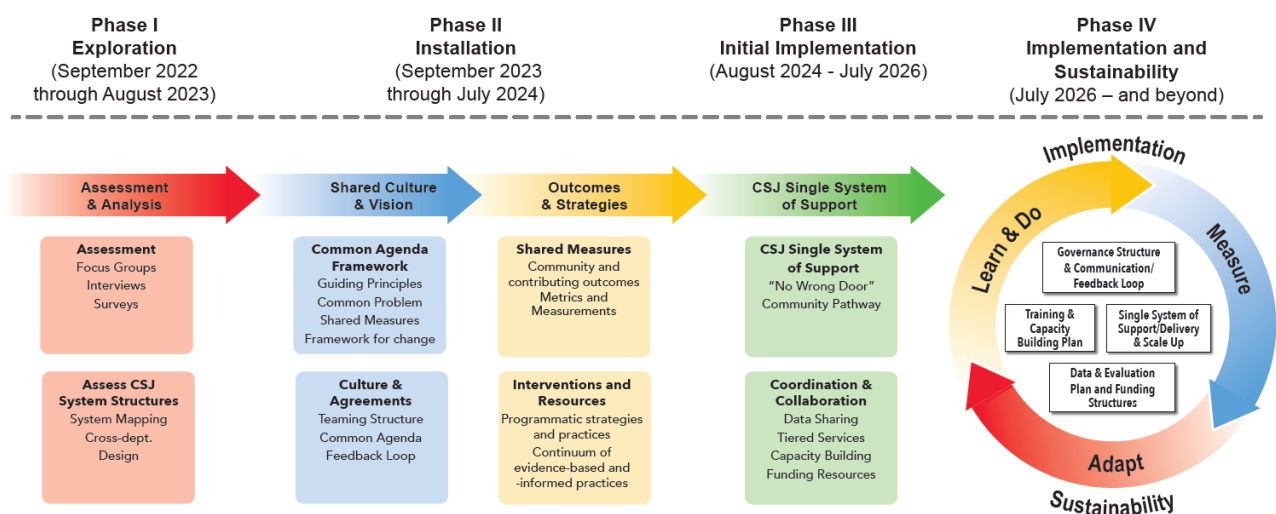 Phase I
Exploration
(September 2022
through August 2023)
Phase II
Installation
(September 2023
through July 2024)
Phase III
Initial Implementation
(August 2024 - July 2026)
Phase IV
Implementation and
Sustainability
(July 2026 – and beyond)
Assessment
& Analysis
Shared Culture
& Vision
Outcomes
& Strategies
CSJ Single System
of Support
Assessment
Focus Groups
Interviews
Surveys
Assess CSJ
System Structures
System Mapping
Cross-dept.
Design
Common Agenda
Framework
Guiding Principles
Common Problem
Shared Measures
Framework for change
Culture &
Agreements
Teaming Structure
Common Agenda
Feedback Loop
Shared Measures
Community and
contributing outcomes
Metrics and
Measurements
Interventions and
Resources
Programmatic strategies
and practices
Continuum of
evidence-based and
-informed practices
CSJ Single System
of Support
“No Wrong Door”
Community Pathway
Coordination &
Collaboration
Data Sharing
Tiered Services
Capacity Building
Funding Resources
Implementation
Learn & Do
Measure
Governance Structure
& Communication/
Feedback Loop
Training &
Capacity
Building Plan
Single System of
Support/Delivery
& Scale Up
Data & Evaluation
Plan and Funding
Structures
Adapt
Sustainability